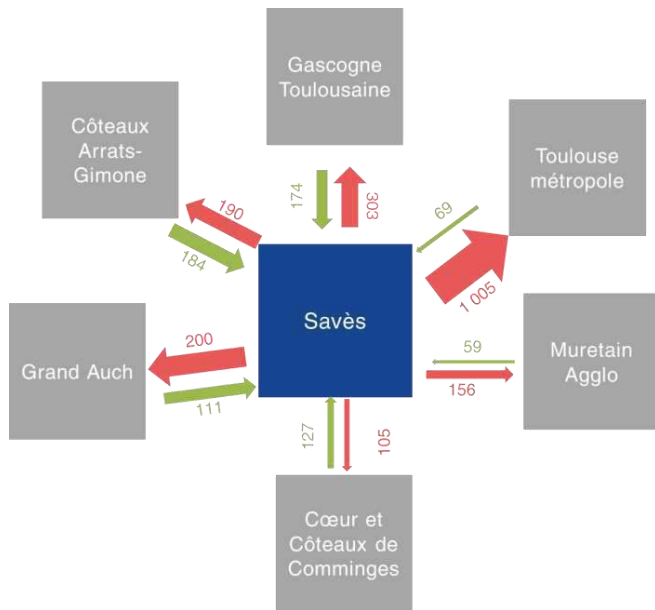 Gascogne
Toulousaine
Côteaux
Arrats-
Gimone
Toulouse
métropole
174
303
69
190
184
1 005
Savès
200
111
59
156
Grand Auch
Muretain
Agglo
127
105
Cœur et
Côteaux de
Comminges